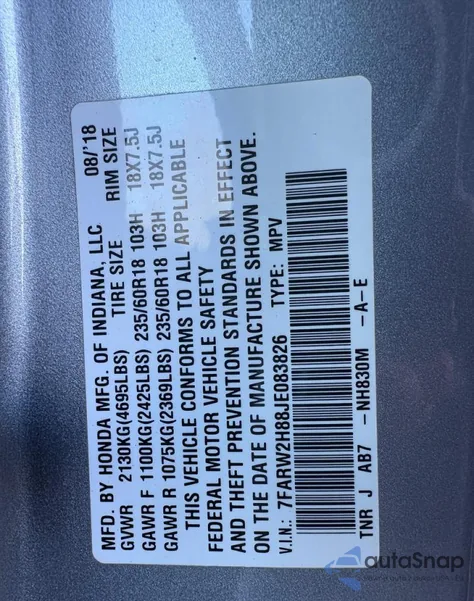 MFD. BY HONDA MFG. OF INDIANA, LLC 08/'18
GVWR 2130KG(4695LBS) TIRE SIZE RIM SIZE
GAWR F 1100KG(2425LBS) 235/60R18 103H 18X7.5J
GAWR R 1075KG(2369LBS) 235/60R18 103H 18X7.5J
THIS VEHICLE CONFORMS TO ALL APPLICABLE
FEDERAL MOTOR VEHICLE SAFETY
AND THEFT PREVENTION STANDARDS IN EFFECT
ON THE DATE OF MANUFACTURE SHOWN ABOVE.
V.I.N.: 7FARW2H88JE083826 TYPE: MPV
TNR J AB7 -NH830M -A-E
autaSnap